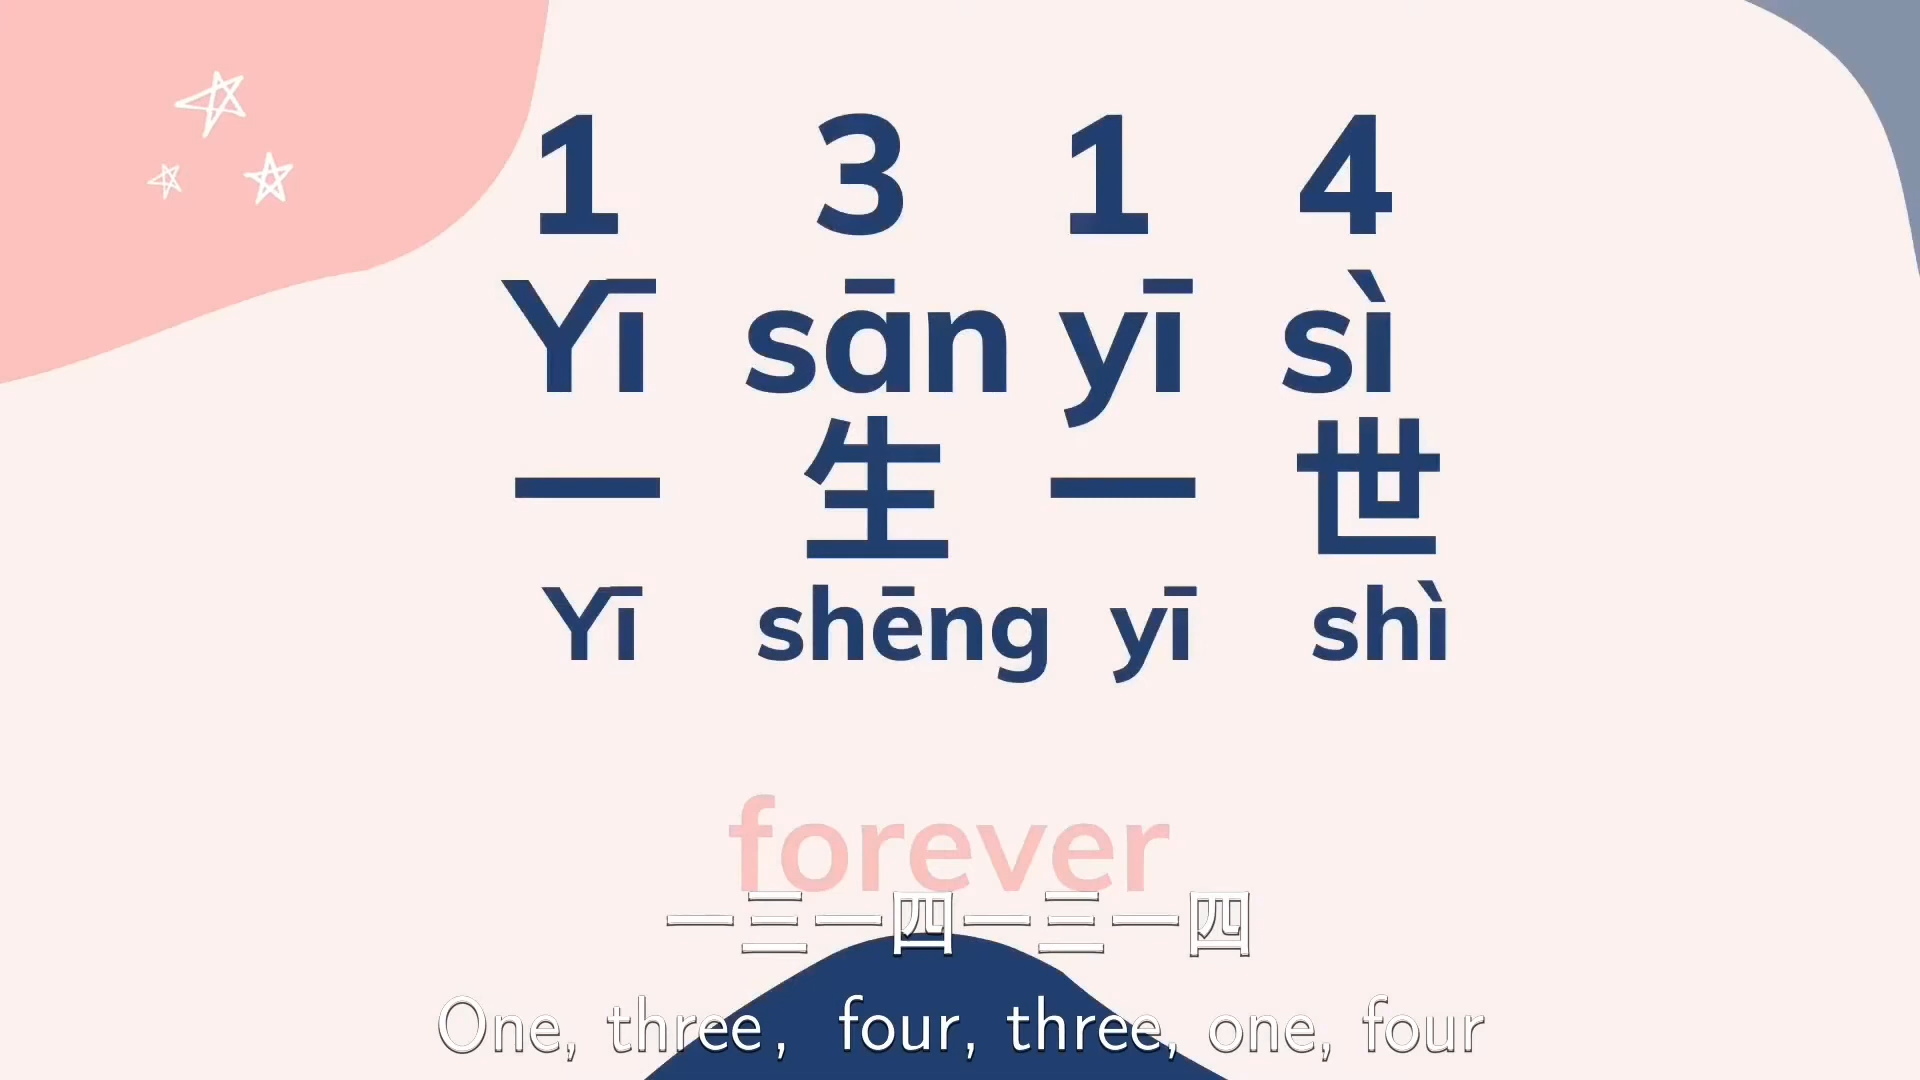 1 3 1 4
Yī sān yī sì
一 生 一 世
Yī shēng yī shì
forever
一三一四一三一四
One, three, four, three, one, four